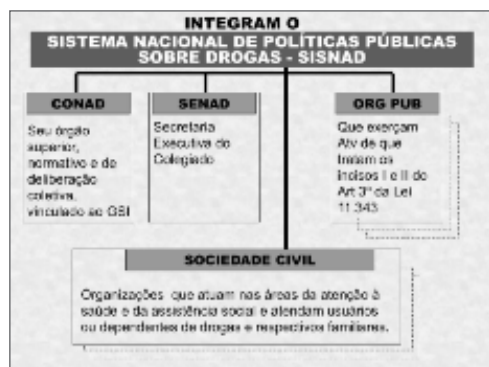 INTEGRAM O
SISTEMA NACIONAL DE POLÍTICAS PÚBLICAS
SOBRE DROGAS - SISNAD
CONAD
Seu órgão
superior,
normativo e de
deliberação
coletiva,
vinculado ao GSI
SENAD
Secretaria
Executiva do
Colegiado
ORG PUB
Que exerçam
Atv de que
tratam os
incisos I e II do
Art 3º da Lei
11.343
SOCIEDADE CIVIL
Organizações que atuam nas áreas da atenção à
saúde e da assistência social e atendam usuários
ou dependentes de drogas e respectivos familiares.